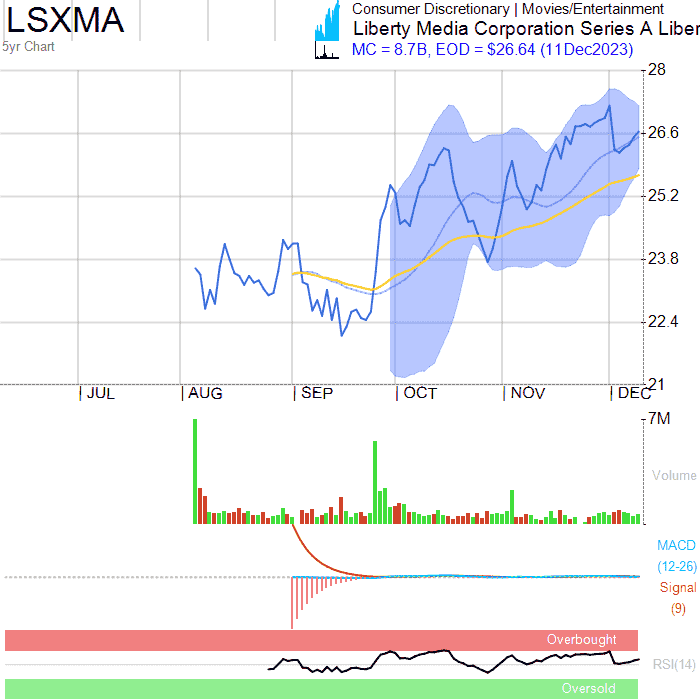 LSXMA
5yr Chart
Consumer Discretionary | Movies/Entertainment
Liberty Media Corporation Series A Liber
MC = 8.7B, EOD = $26.64 (11Dec2023)
28
26.6
25.2
23.8
22.4
21
JUL
AUG
SEP
OCT
NOV
DEC
7M
Volume
MACD
(12-26)
Signal
(9)
Overbought
RSI(14)
Oversold